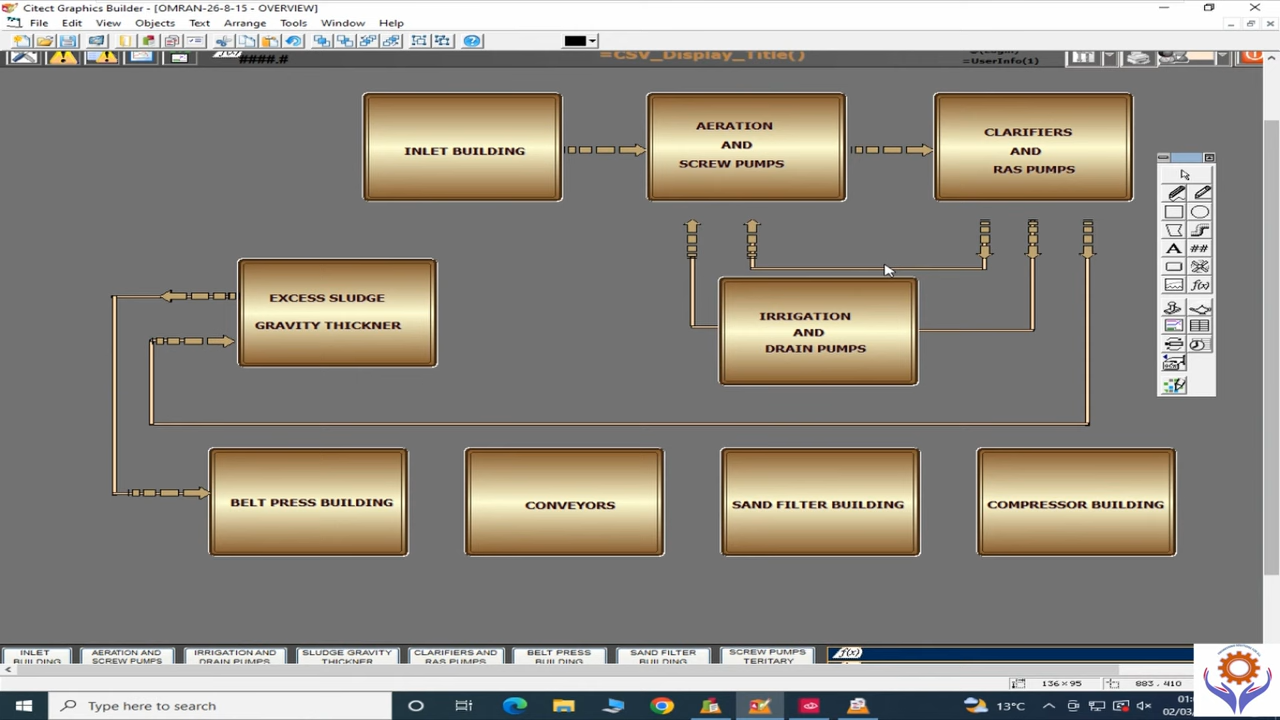 Citect Graphics Builder - [OMRAN-26-8-15 - OVERVIEW]
File Edit View Objects Text Arrange Tools Window Help
####.#
=CSV_Display_Title()
=UserInfo(1)
INLET BUILDING
AERATION
AND
SCREW PUMPS
CLARIFIERS
AND
RAS PUMPS
EXCESS SLUDGE
GRAVITY THICKNER
IRRIGATION
AND
DRAIN PUMPS
BELT PRESS BUILDING
CONVEYORS
SAND FILTER BUILDING
COMPRESSOR BUILDING
A ##
f(x)
INLET
BUILDING
AERATION AND
SCREW PUMPS
IRRIGATION AND
DRAIN PUMPS
SLUDGE GRAVITY
THICKNER
CLARIFIERS AND
RAS PUMPS
BELT PRESS
BUILDING
SAND FILTER
BUILDING
SCREW PUMPS
TERITARY
f(x)
136×95 883, 410
Type here to search
13°C